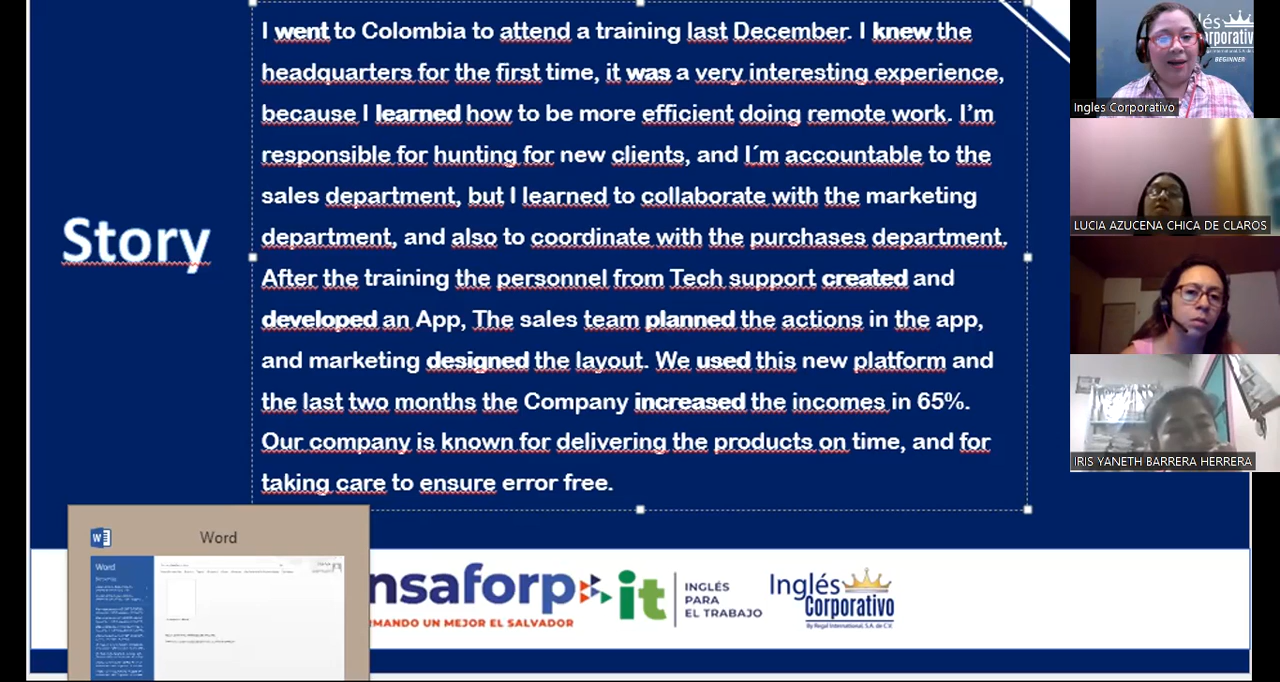 Story
I went to Colombia to attend a training last December. I knew the
headquarters for the first time, it was a very interesting experience,
because I learned how to be more efficient doing remote work. I’m
responsible for hunting for new clients, and I´m accountable to the
sales department, but I learned to collaborate with the marketing
department, and also to coordinate with the purchases department.
After the training the personnel from Tech support created and
developed an App, The sales team planned the actions in the app,
and marketing designed the layout. We used this new platform and
the last two months the Company increased the incomes in 65%.
Our company is known for delivering the products on time, and for
taking care to ensure error free.
Word
Word
nsaforp
RMANDO UN MEJOR EL SALVADOR
it
INGLÉS
PARA
EL TRABAJO
Inglés
Corporativo
By Regal International, S.A. de C.V.
lés
Corporativ
BEGINNER
Ingles Corporativo
LUCIA AZUCENA CHICA DE CLAROS
IRIS YANETH BARRERA HERRERA